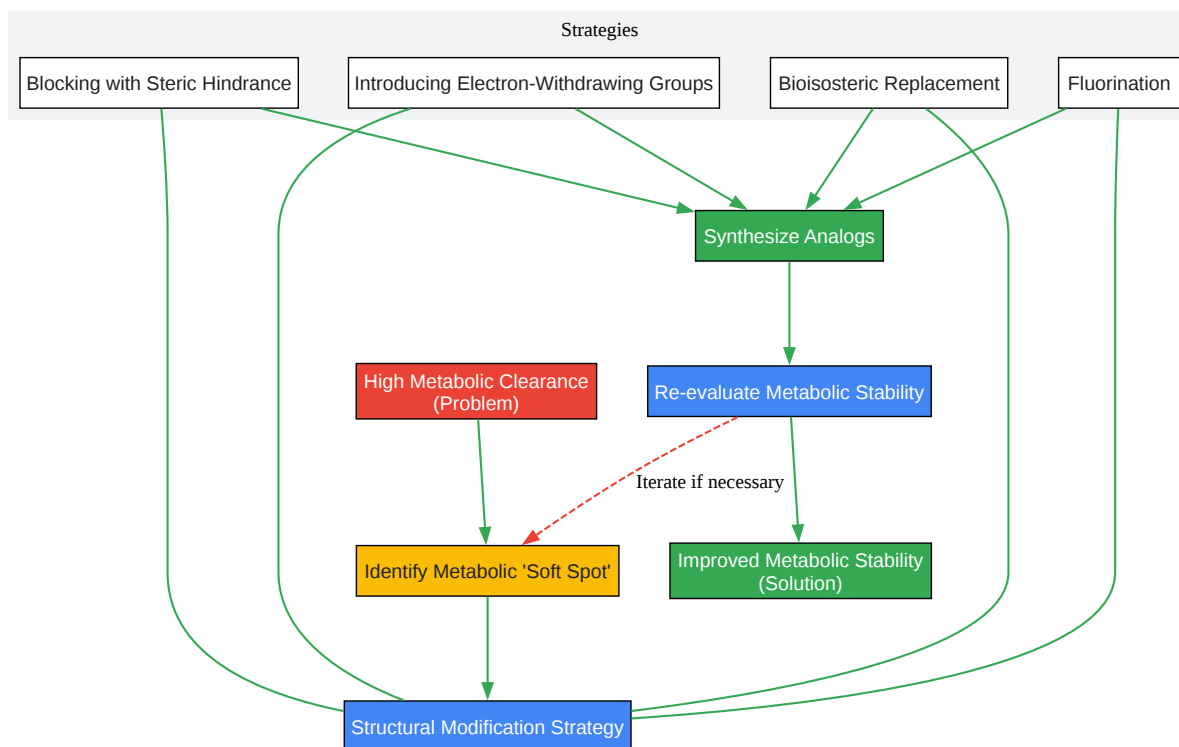 Strategies
Blocking with Steric Hindrance
Introducing Electron-Withdrawing Groups
Bioisosteric Replacement
Fluorination
Synthesize Analogs
High Metabolic Clearance
(Problem)
Re-evaluate Metabolic Stability
Iterate if necessary
Identify Metabolic 'Soft Spot'
Improved Metabolic Stability
(Solution)
Structural Modification Strategy